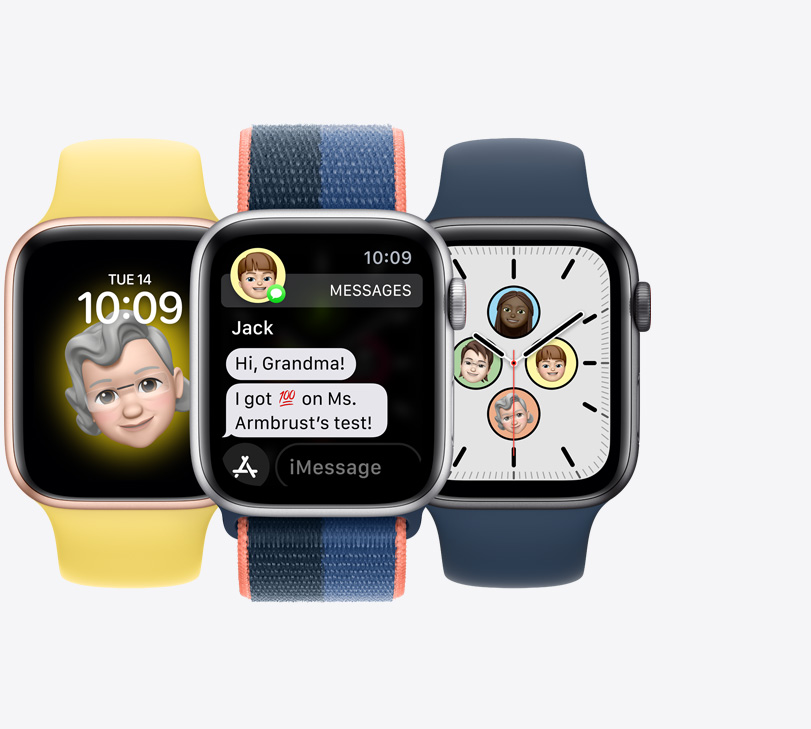 TUE 14
10:09
10:09
MESSAGES
Jack
Hi, Grandma!
I got 💯 on Ms.
Armbrust's test!
iMessage